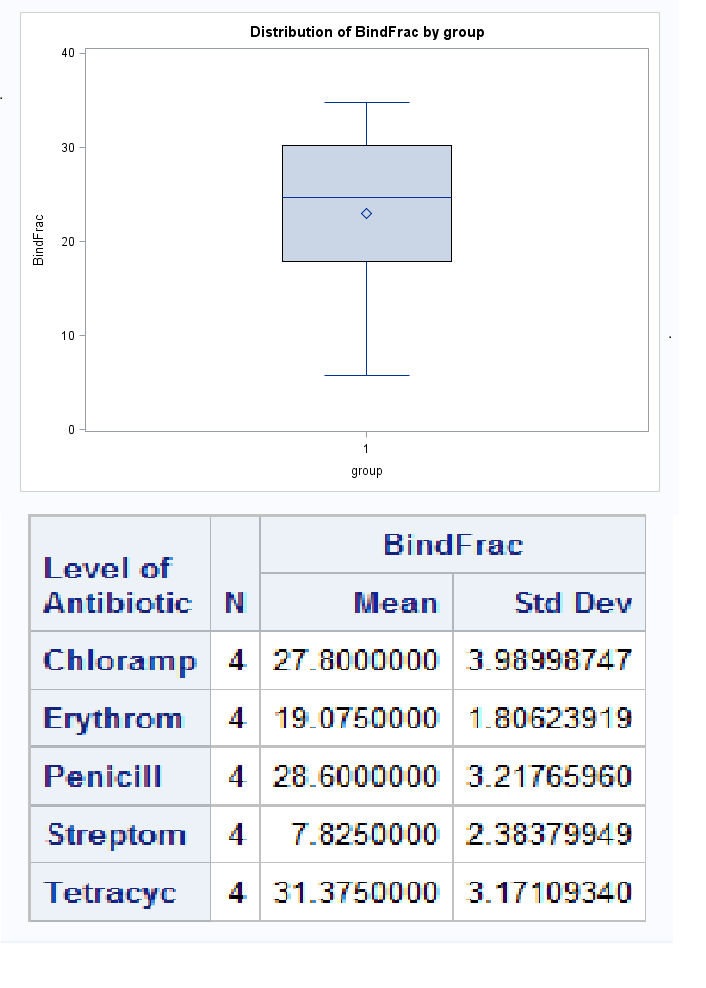 Distribution of BindFrac by group
40
30
20
10
0
BindFrac
1
group
Level of Antibiotic N BindFrac
Mean Std Dev
Chloramp 4 27.8000000 3.98998747
Erythrom 4 19.0750000 1.80623919
Penicill 4 28.6000000 3.21765960
Streptom 4 7.8250000 2.38379949
Tetracyc 4 31.3750000 3.17109340